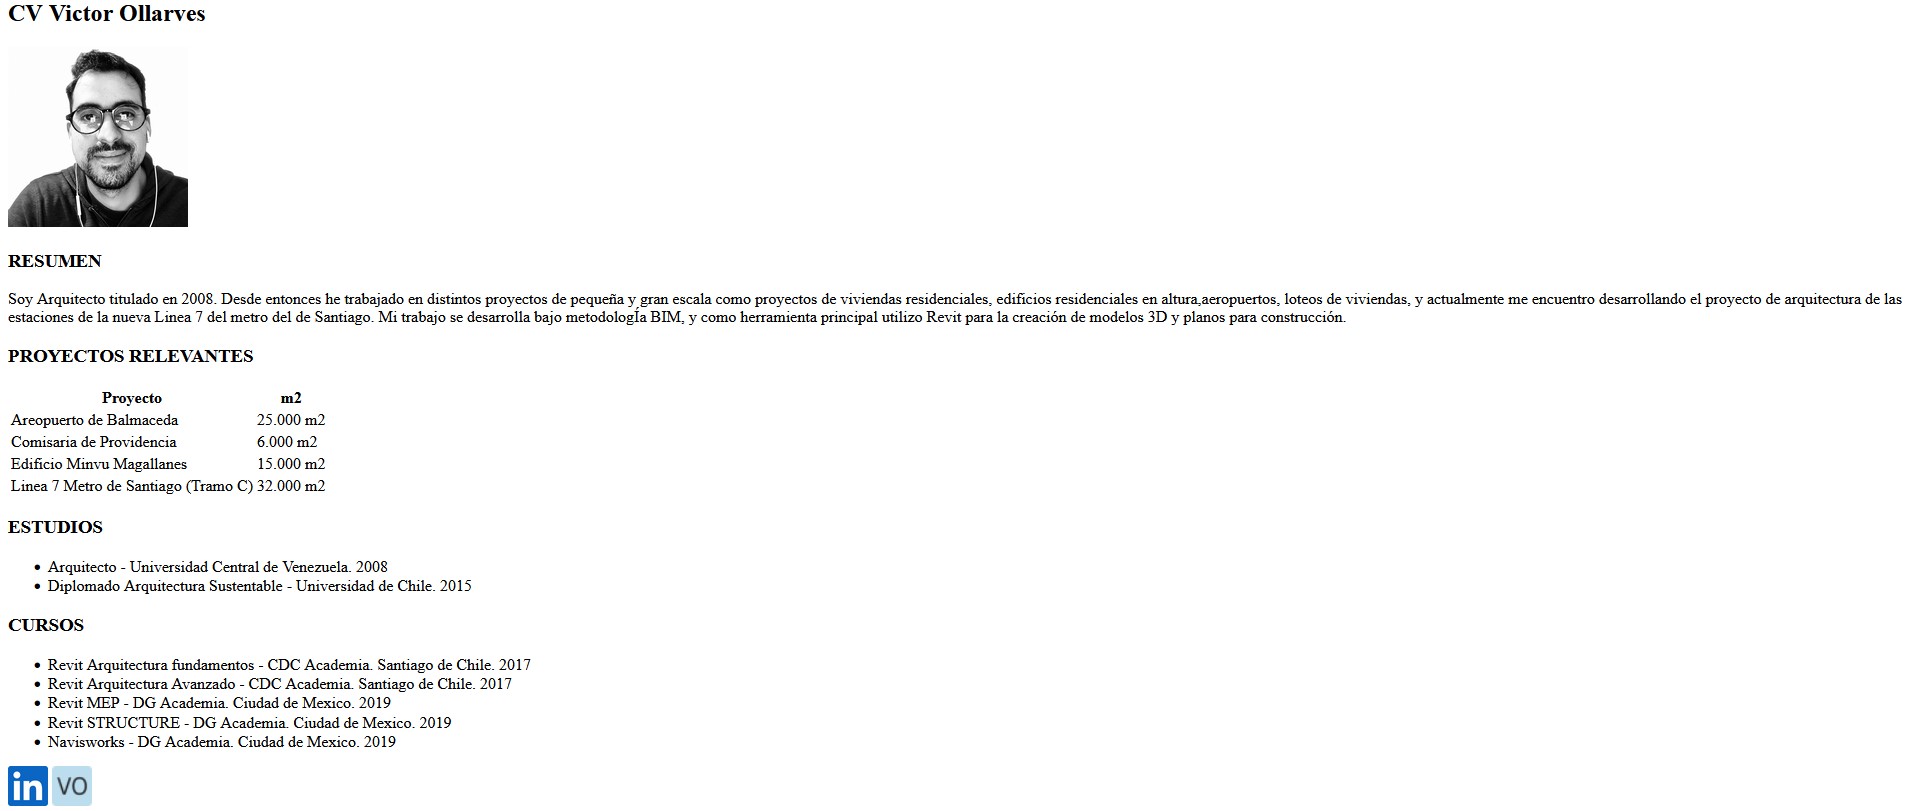 CV Victor Ollarves
RESUMEN
Soy Arquitecto titulado en 2008. Desde entonces he trabajado en distintos proyectos de pequeña y gran escala como proyectos de viviendas residenciales, edificios residenciales en altura,aeropuertos, loteos de viviendas, y actualmente me encuentro desarrollando el proyecto de arquitectura de las
estaciones de la nueva Linea 7 del metro del de Santiago. Mi trabajo se desarrolla bajo metodologÍa BIM, y como herramienta principal utilizo Revit para la creación de modelos 3D y planos para construcción.
PROYECTOS RELEVANTES
Proyecto m2
Areopuerto de Balmaceda 25.000 m2
Comisaria de Providencia 6.000 m2
Edificio Minvu Magallanes 15.000 m2
Linea 7 Metro de Santiago (Tramo C) 32.000 m2
ESTUDIOS
• Arquitecto - Universidad Central de Venezuela. 2008
• Diplomado Arquitectura Sustentable - Universidad de Chile. 2015
CURSOS
• Revit Arquitectura fundamentos - CDC Academia. Santiago de Chile. 2017
• Revit Arquitectura Avanzado - CDC Academia. Santiago de Chile. 2017
• Revit MEP - DG Academia. Ciudad de Mexico. 2019
• Revit STRUCTURE - DG Academia. Ciudad de Mexico. 2019
• Navisworks - DG Academia. Ciudad de Mexico. 2019
in VO